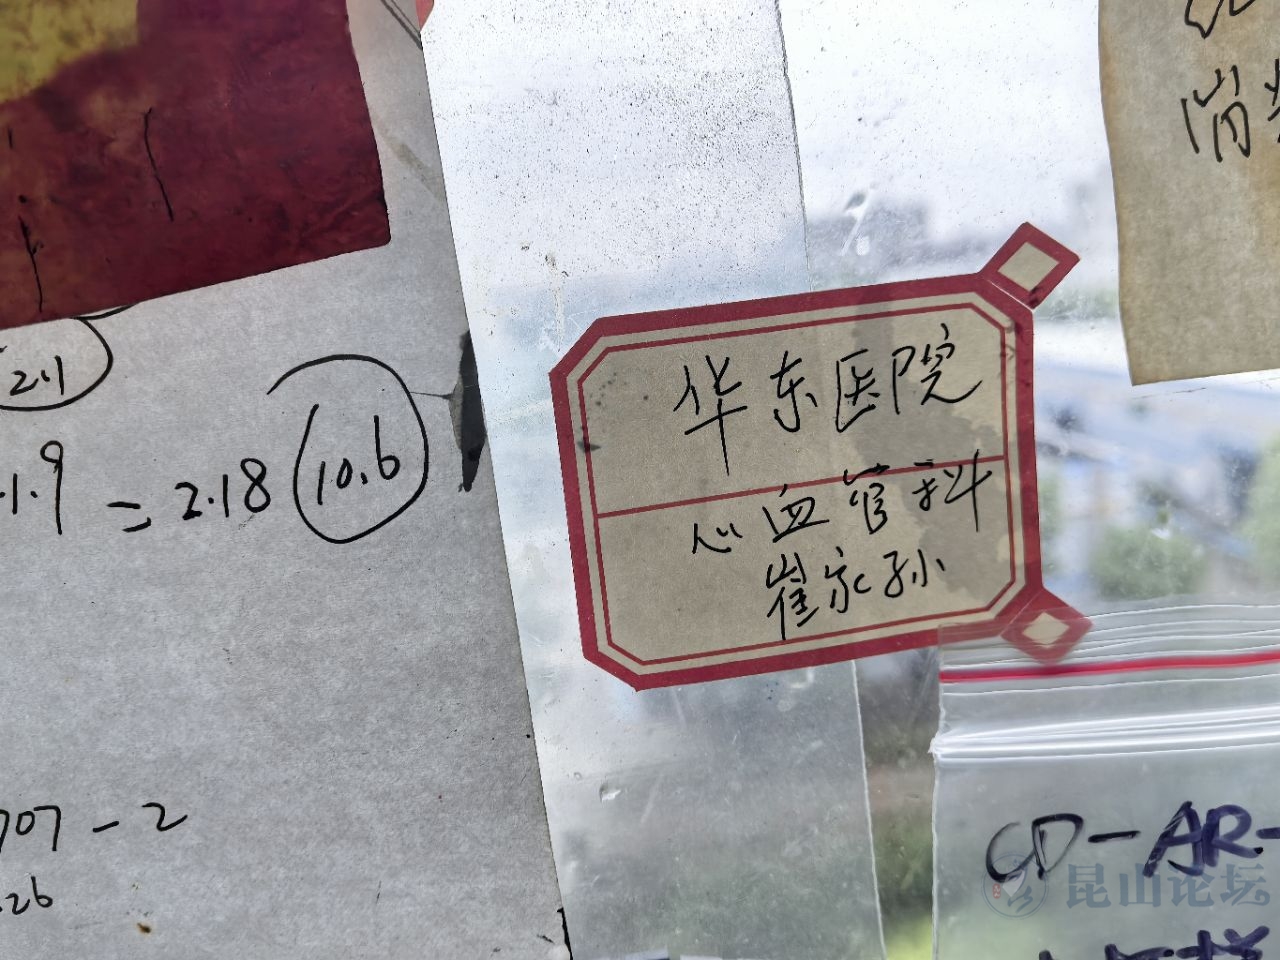 2.1
1.9 = 2.18 10.6
707-2
.26
华东医院
心血管科
崔永孙
CD-AR-
昆山论坛